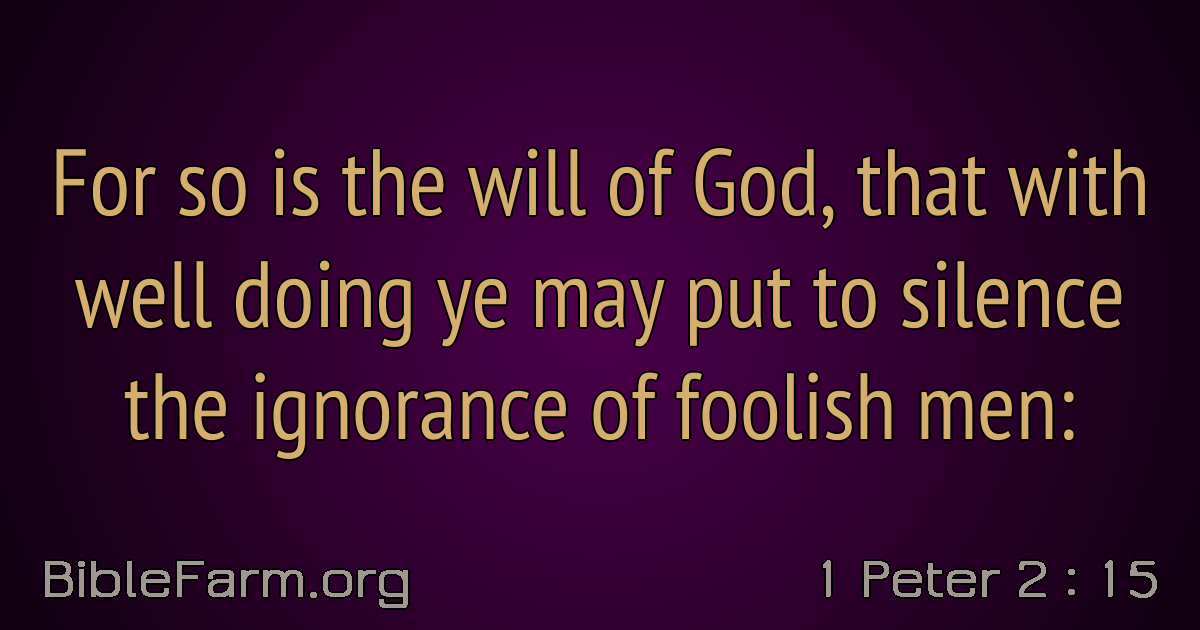 For so is the will of God, that with
well doing ye may put to silence
the ignorance of foolish men:
BibleFarm.org
1 Peter 2 : 15